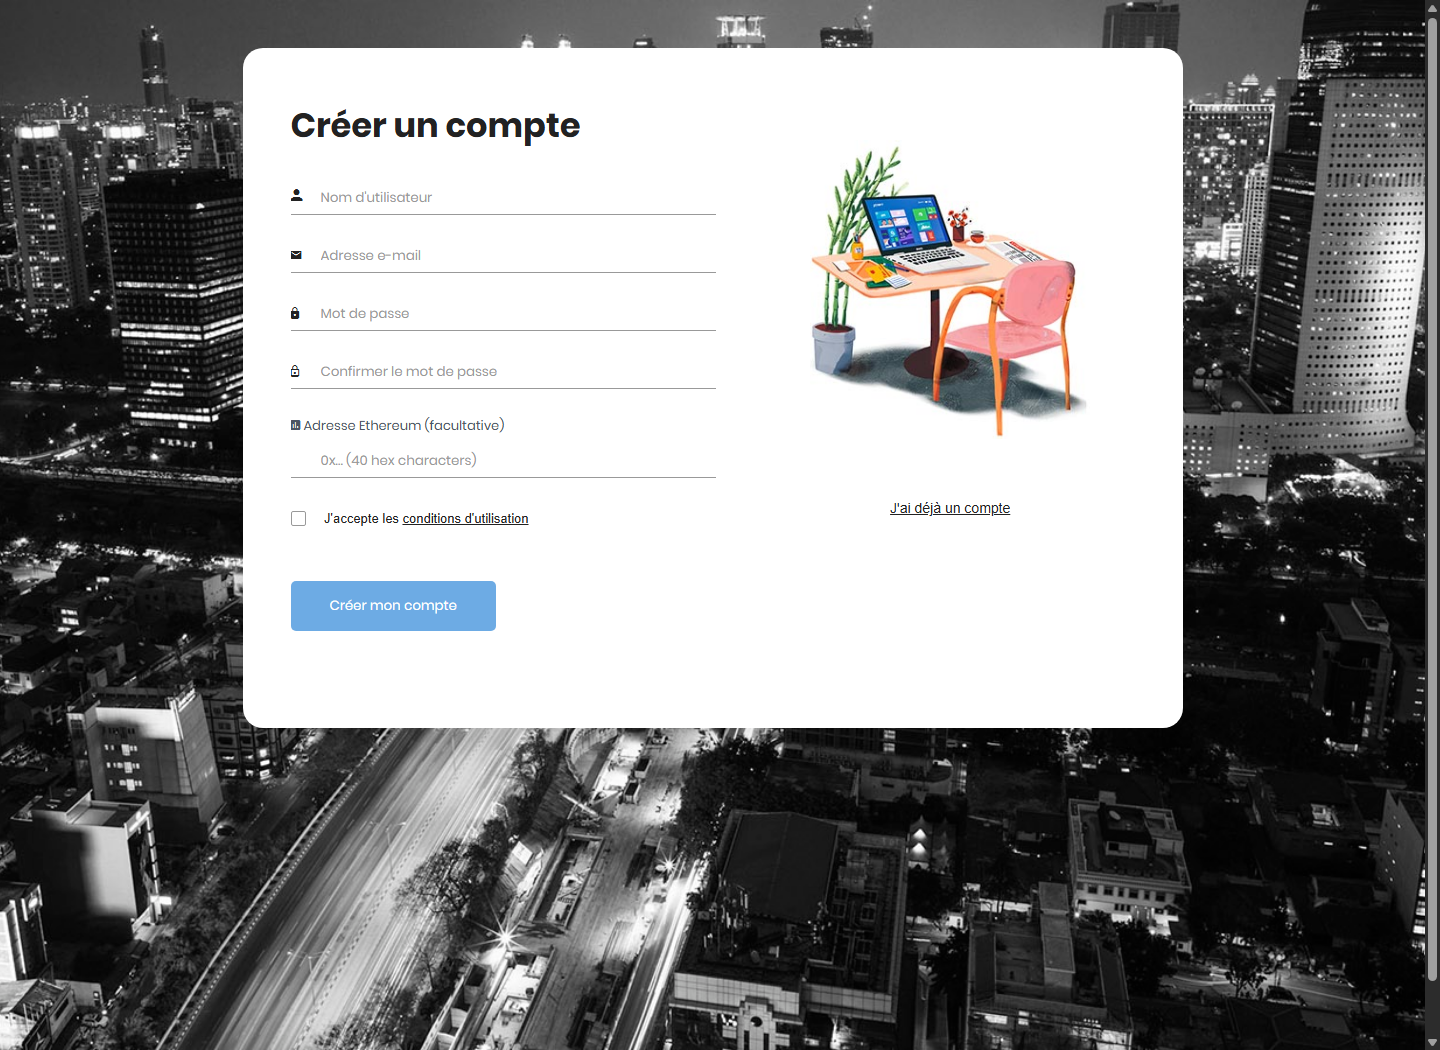 Créer un compte
Nom d'utilisateur
Adresse e-mail
Mot de passe
Confirmer le mot de passe
Adresse Ethereum (facultative)
0x... (40 hex characters)
J'accepte les conditions d'utilisation
Créer mon compte
J'ai déjà un compte